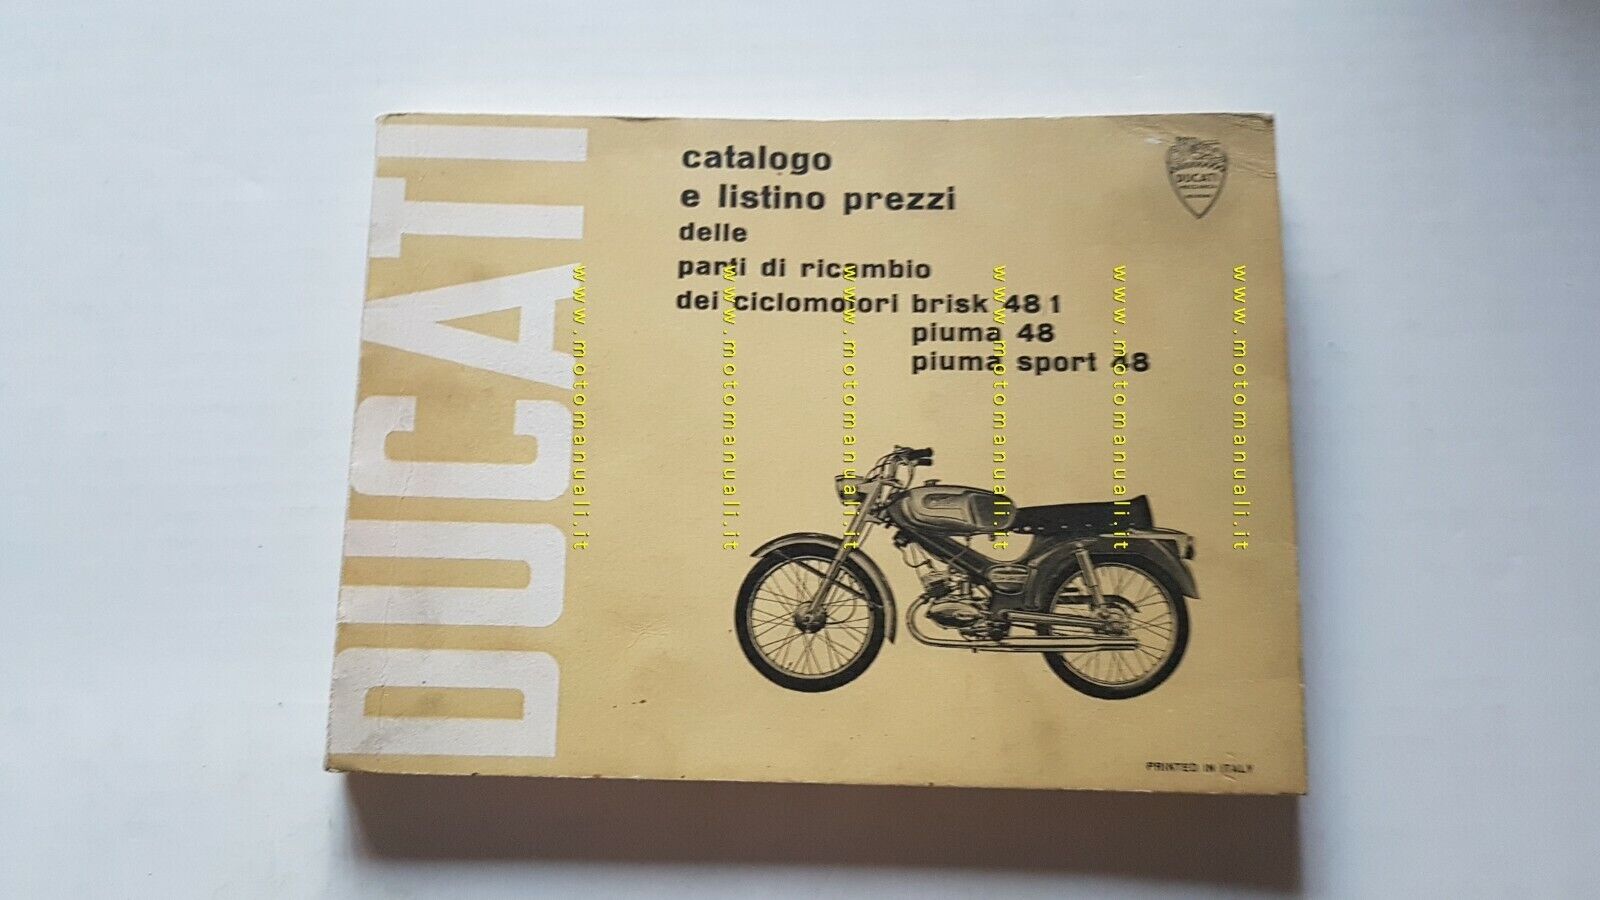 DUCATI
catalogo
e listino prezzi
delle
parti di ricambio
dei ciclomotori brisk 48/1
piuma 48
piuma sport 48
DUCATI
MECCANICA
PRINTED IN ITALY
www.motomanuali.it
www.motomanuali.it
www.motomanuali.it
www.motomanuali.it
www.motomanuali.it
www.motomanuali.it